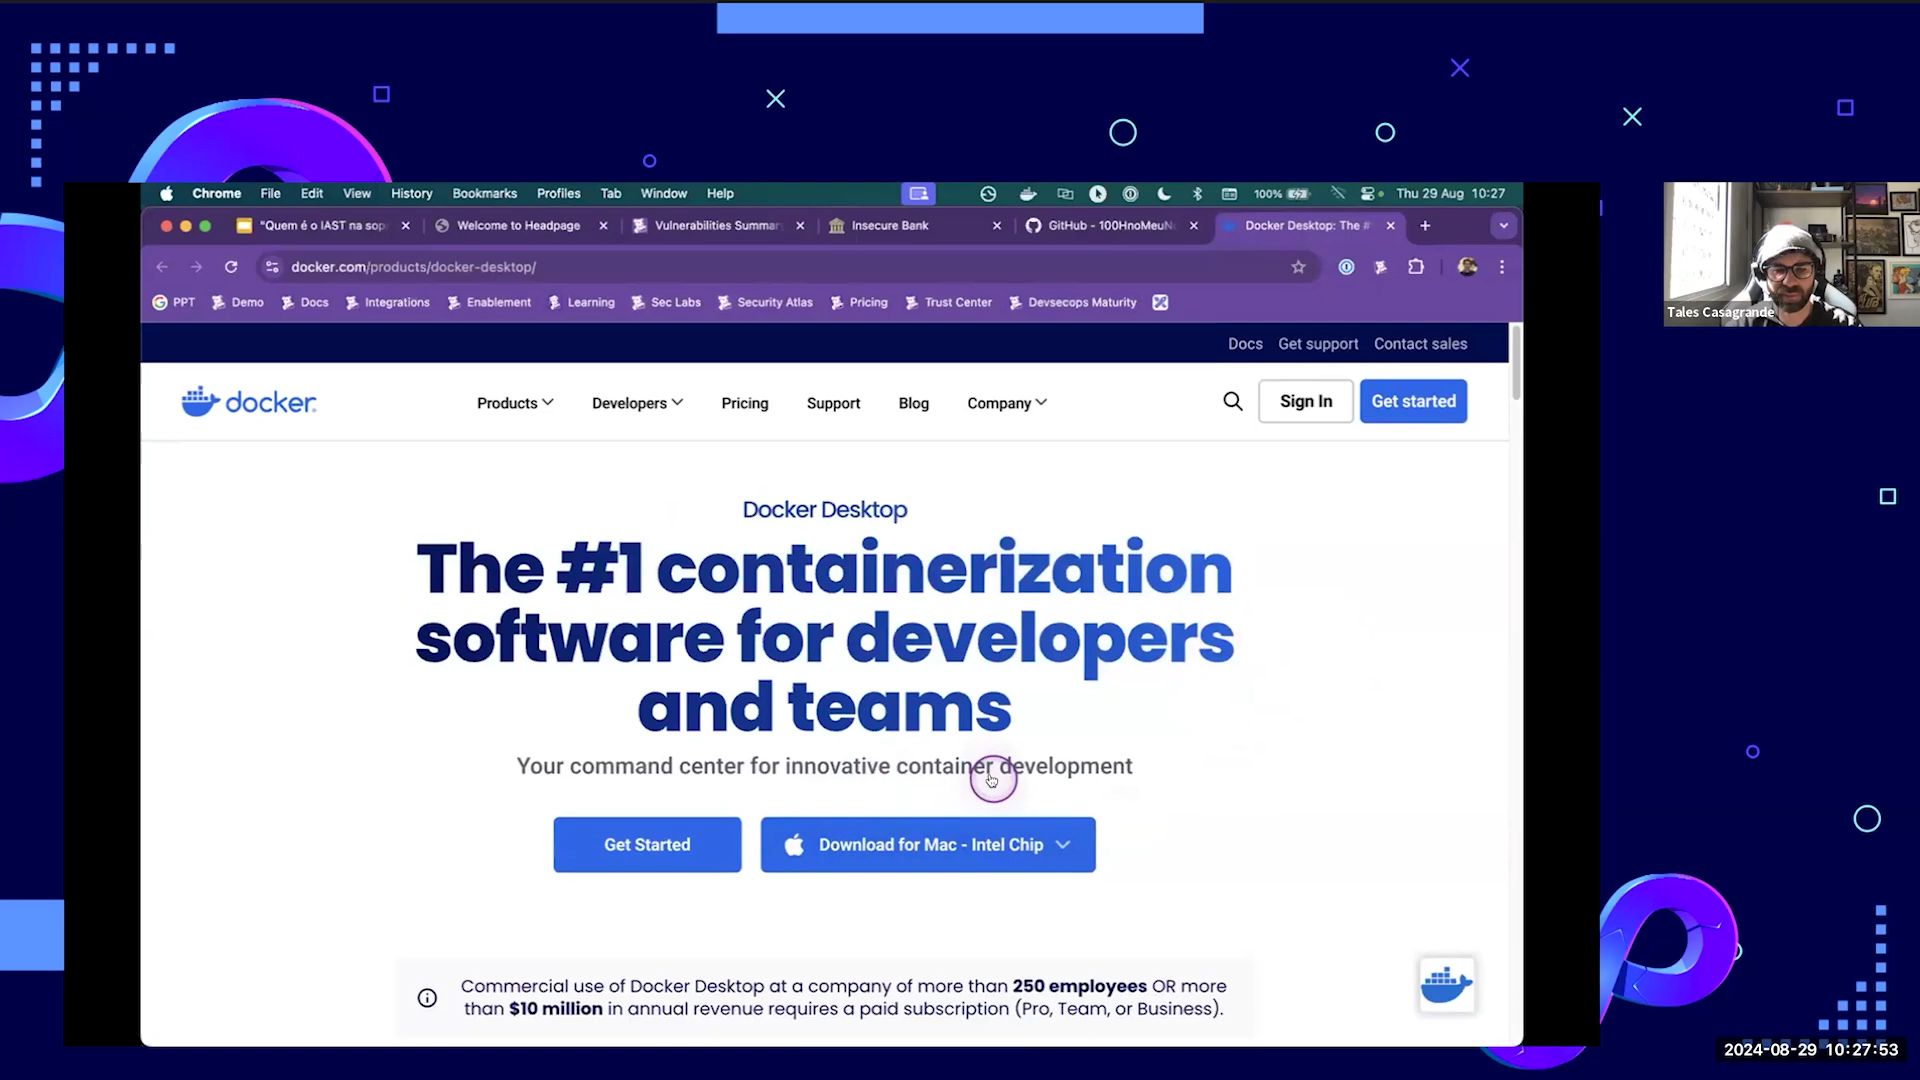 Chrome File Edit View History Bookmarks Profiles Tab Window Help 100% Thu 29 Aug 10:27
"Quem é o IAST na sop Welcome to Headpage Vulnerabilities Summar Insecure Bank GitHub - 100HnoMeuN Docker Desktop: The #
docker.com/products/docker-desktop/
PPT Demo Docs Integrations Enablement Learning Sec Labs Security Atlas Pricing Trust Center Devsecops Maturity
Tales Casagrande
Docs Get support Contact sales
docker Products Developers Pricing Support Blog Company Sign In Get started
Docker Desktop
The #1 containerization
software for developers
and teams
Your command center for innovative container development
Get Started Download for Mac - Intel Chip
Commercial use of Docker Desktop at a company of more than 250 employees OR more
than $10 million in annual revenue requires a paid subscription (Pro, Team, or Business).
2024-08-29 10:27:53